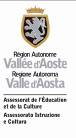 Région Autonome
Vallée d'Aoste
Regione Autonoma
Valle d'Aosta
Assessorat de l'Éducation
et de la Culture
Assessorato Istruzione
e Cultura